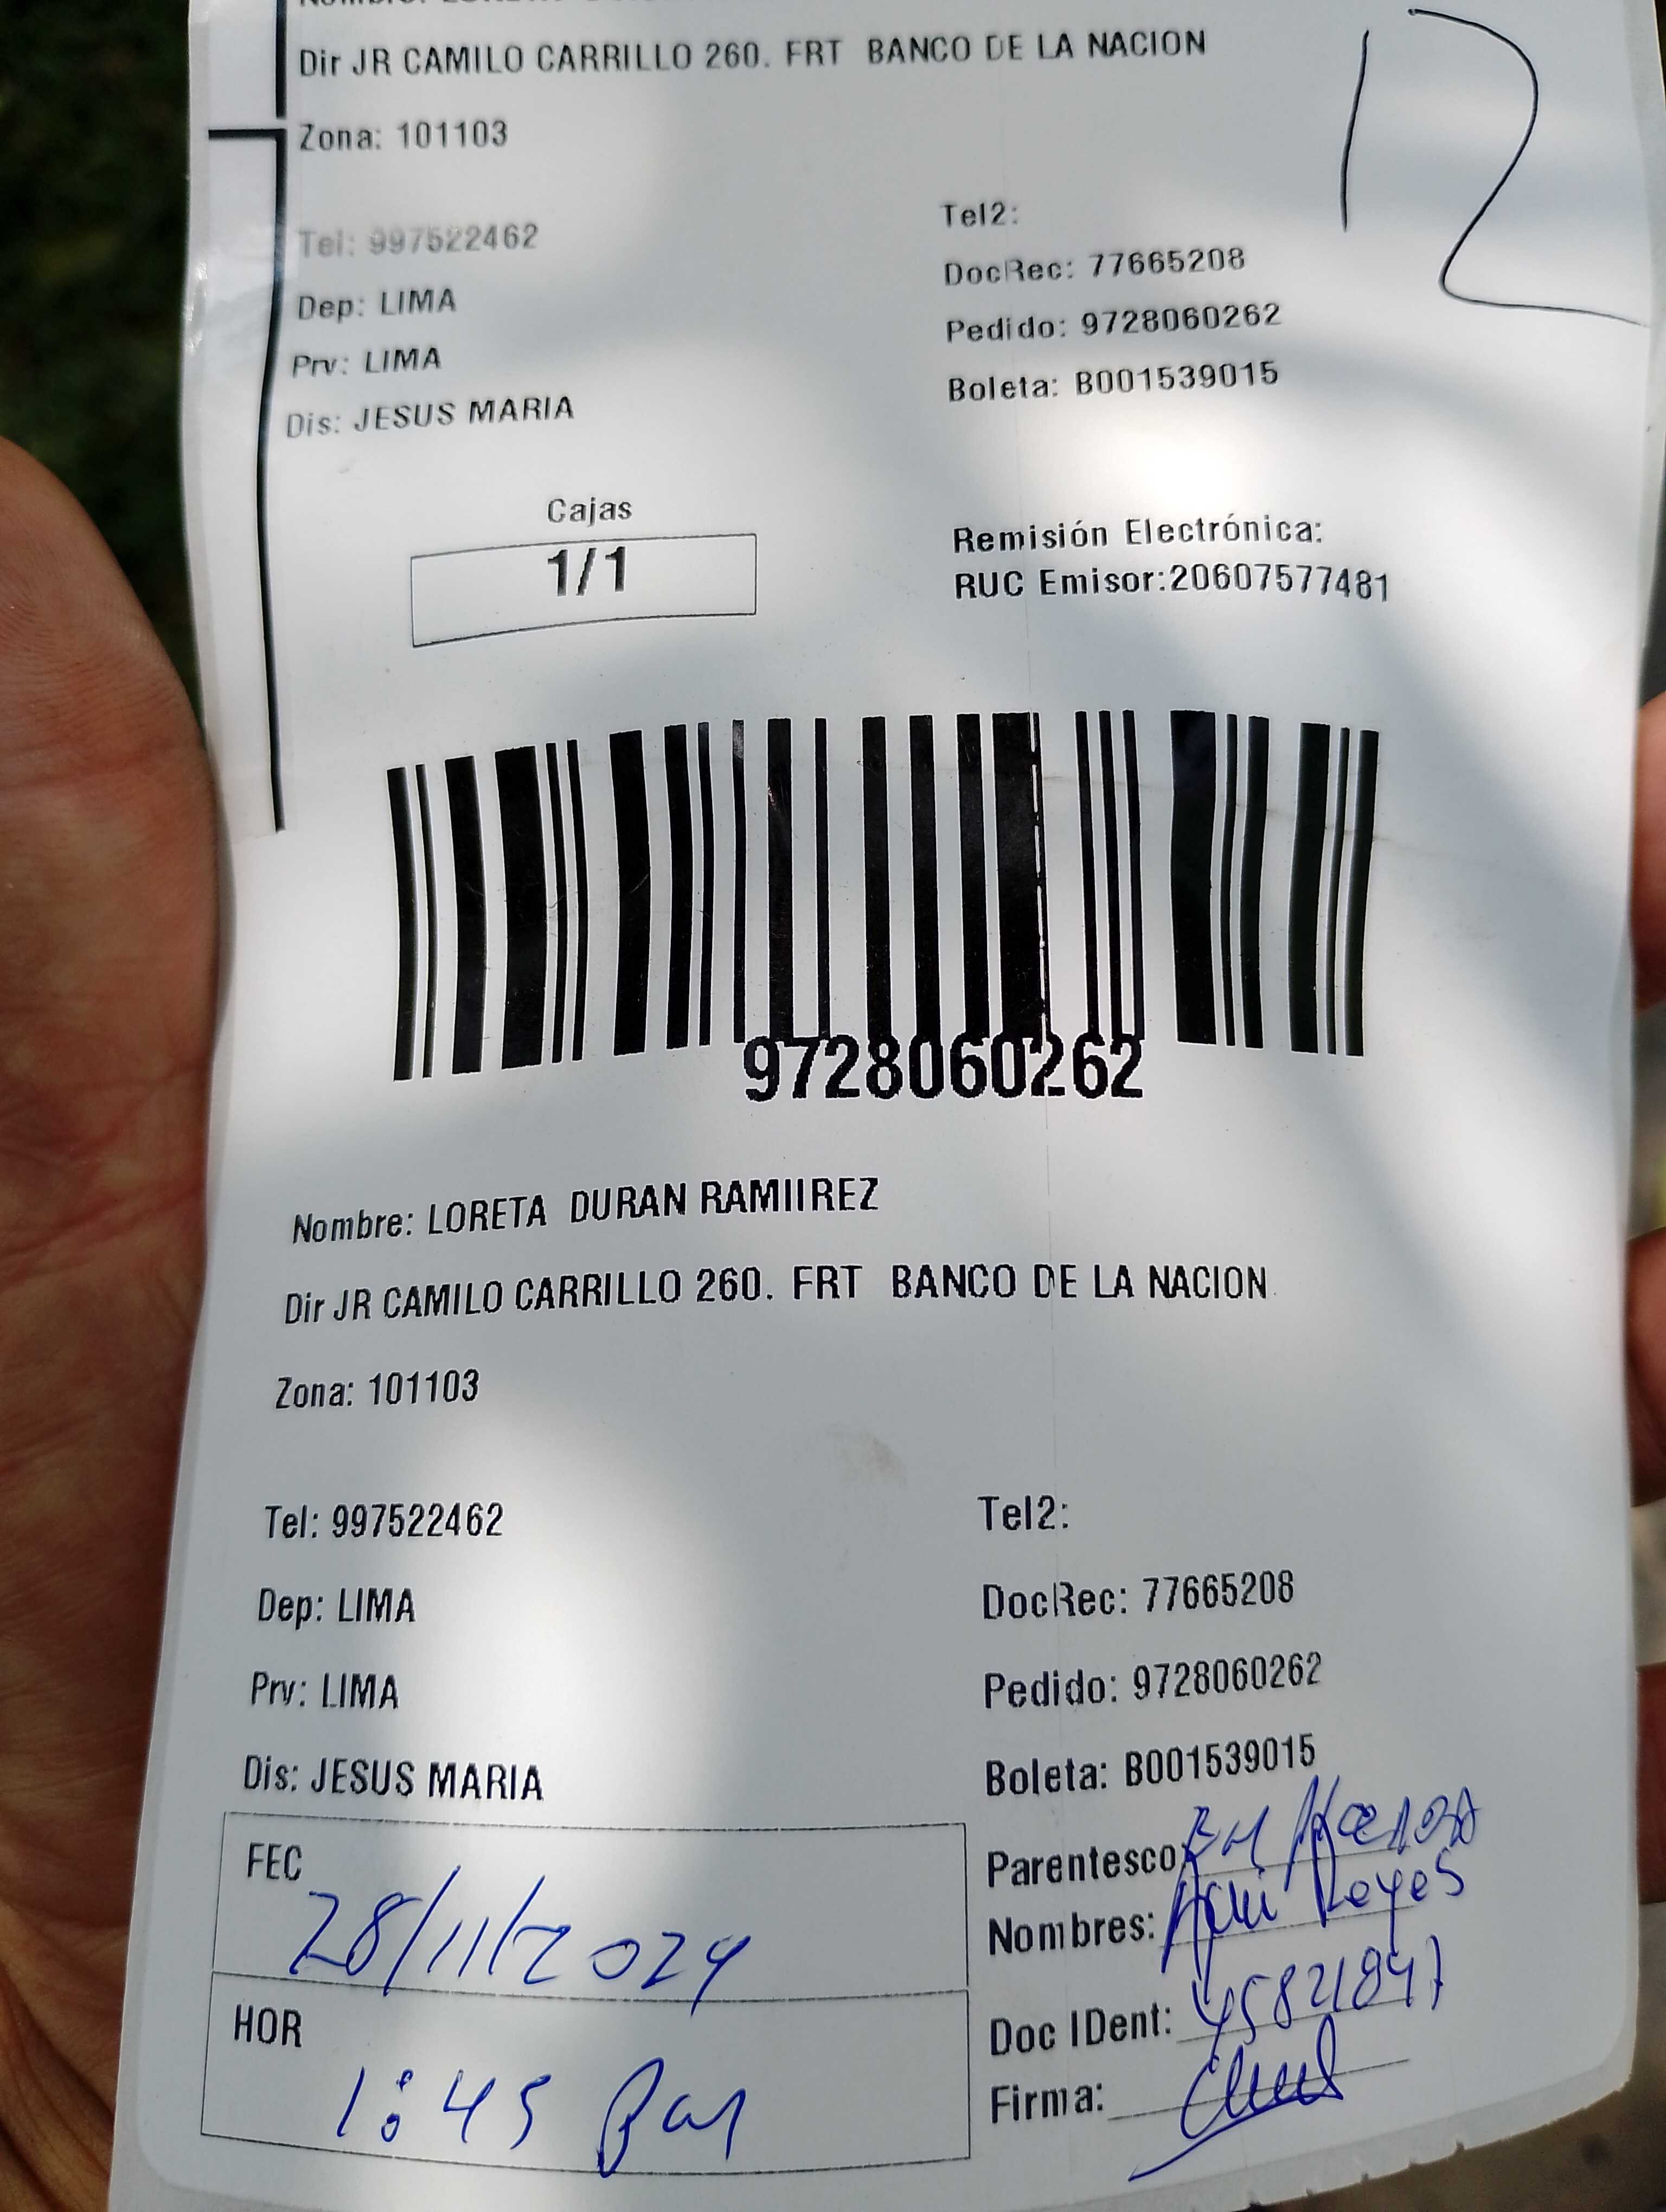 Dir JR CAMILO CARRILLO 260. FRT BANCO DE LA NACION
12
Zona: 101103
Tel: 997522462
Tel2:
DocRec: 77665208
Dep: LIMA
Pedido: 9728060262
Prv: LIMA
Boleta: B001539015
Dis: JESUS MARIA
Cajas
1/1
Remisión Electrónica:
RUC Emisor:20607577481
9728060262
Nombre: LORETA DURAN RAMIIREZ
Dir JR CAMILO CARRILLO 260. FRT BANCO DE LA NACION
Zona: 101103
Tel: 997522462
Tel2:
Dep: LIMA
DocRec: 77665208
Prv: LIMA
Pedido: 9728060262
Dis: JESUS MARIA
Boleta: B001539015
FEC
28/11/2024
Parentesco:
Nombres: Reyes
HOR
1:45 Pm
Doc IDent: 45821847
Firma: